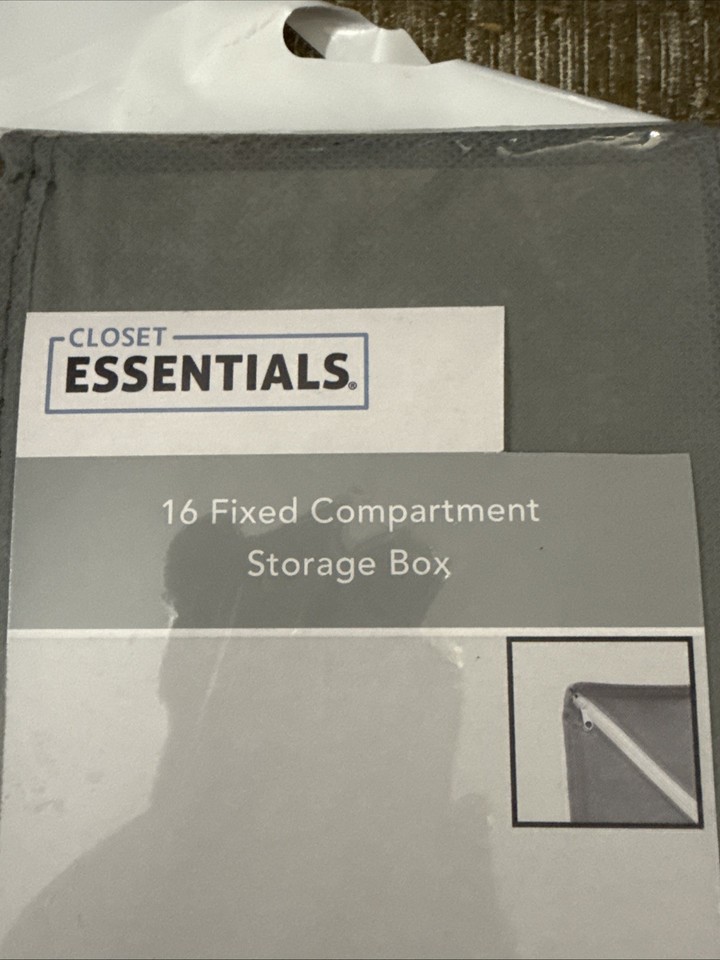 CLOSET
ESSENTIALS®
16 Fixed Compartment
Storage Box